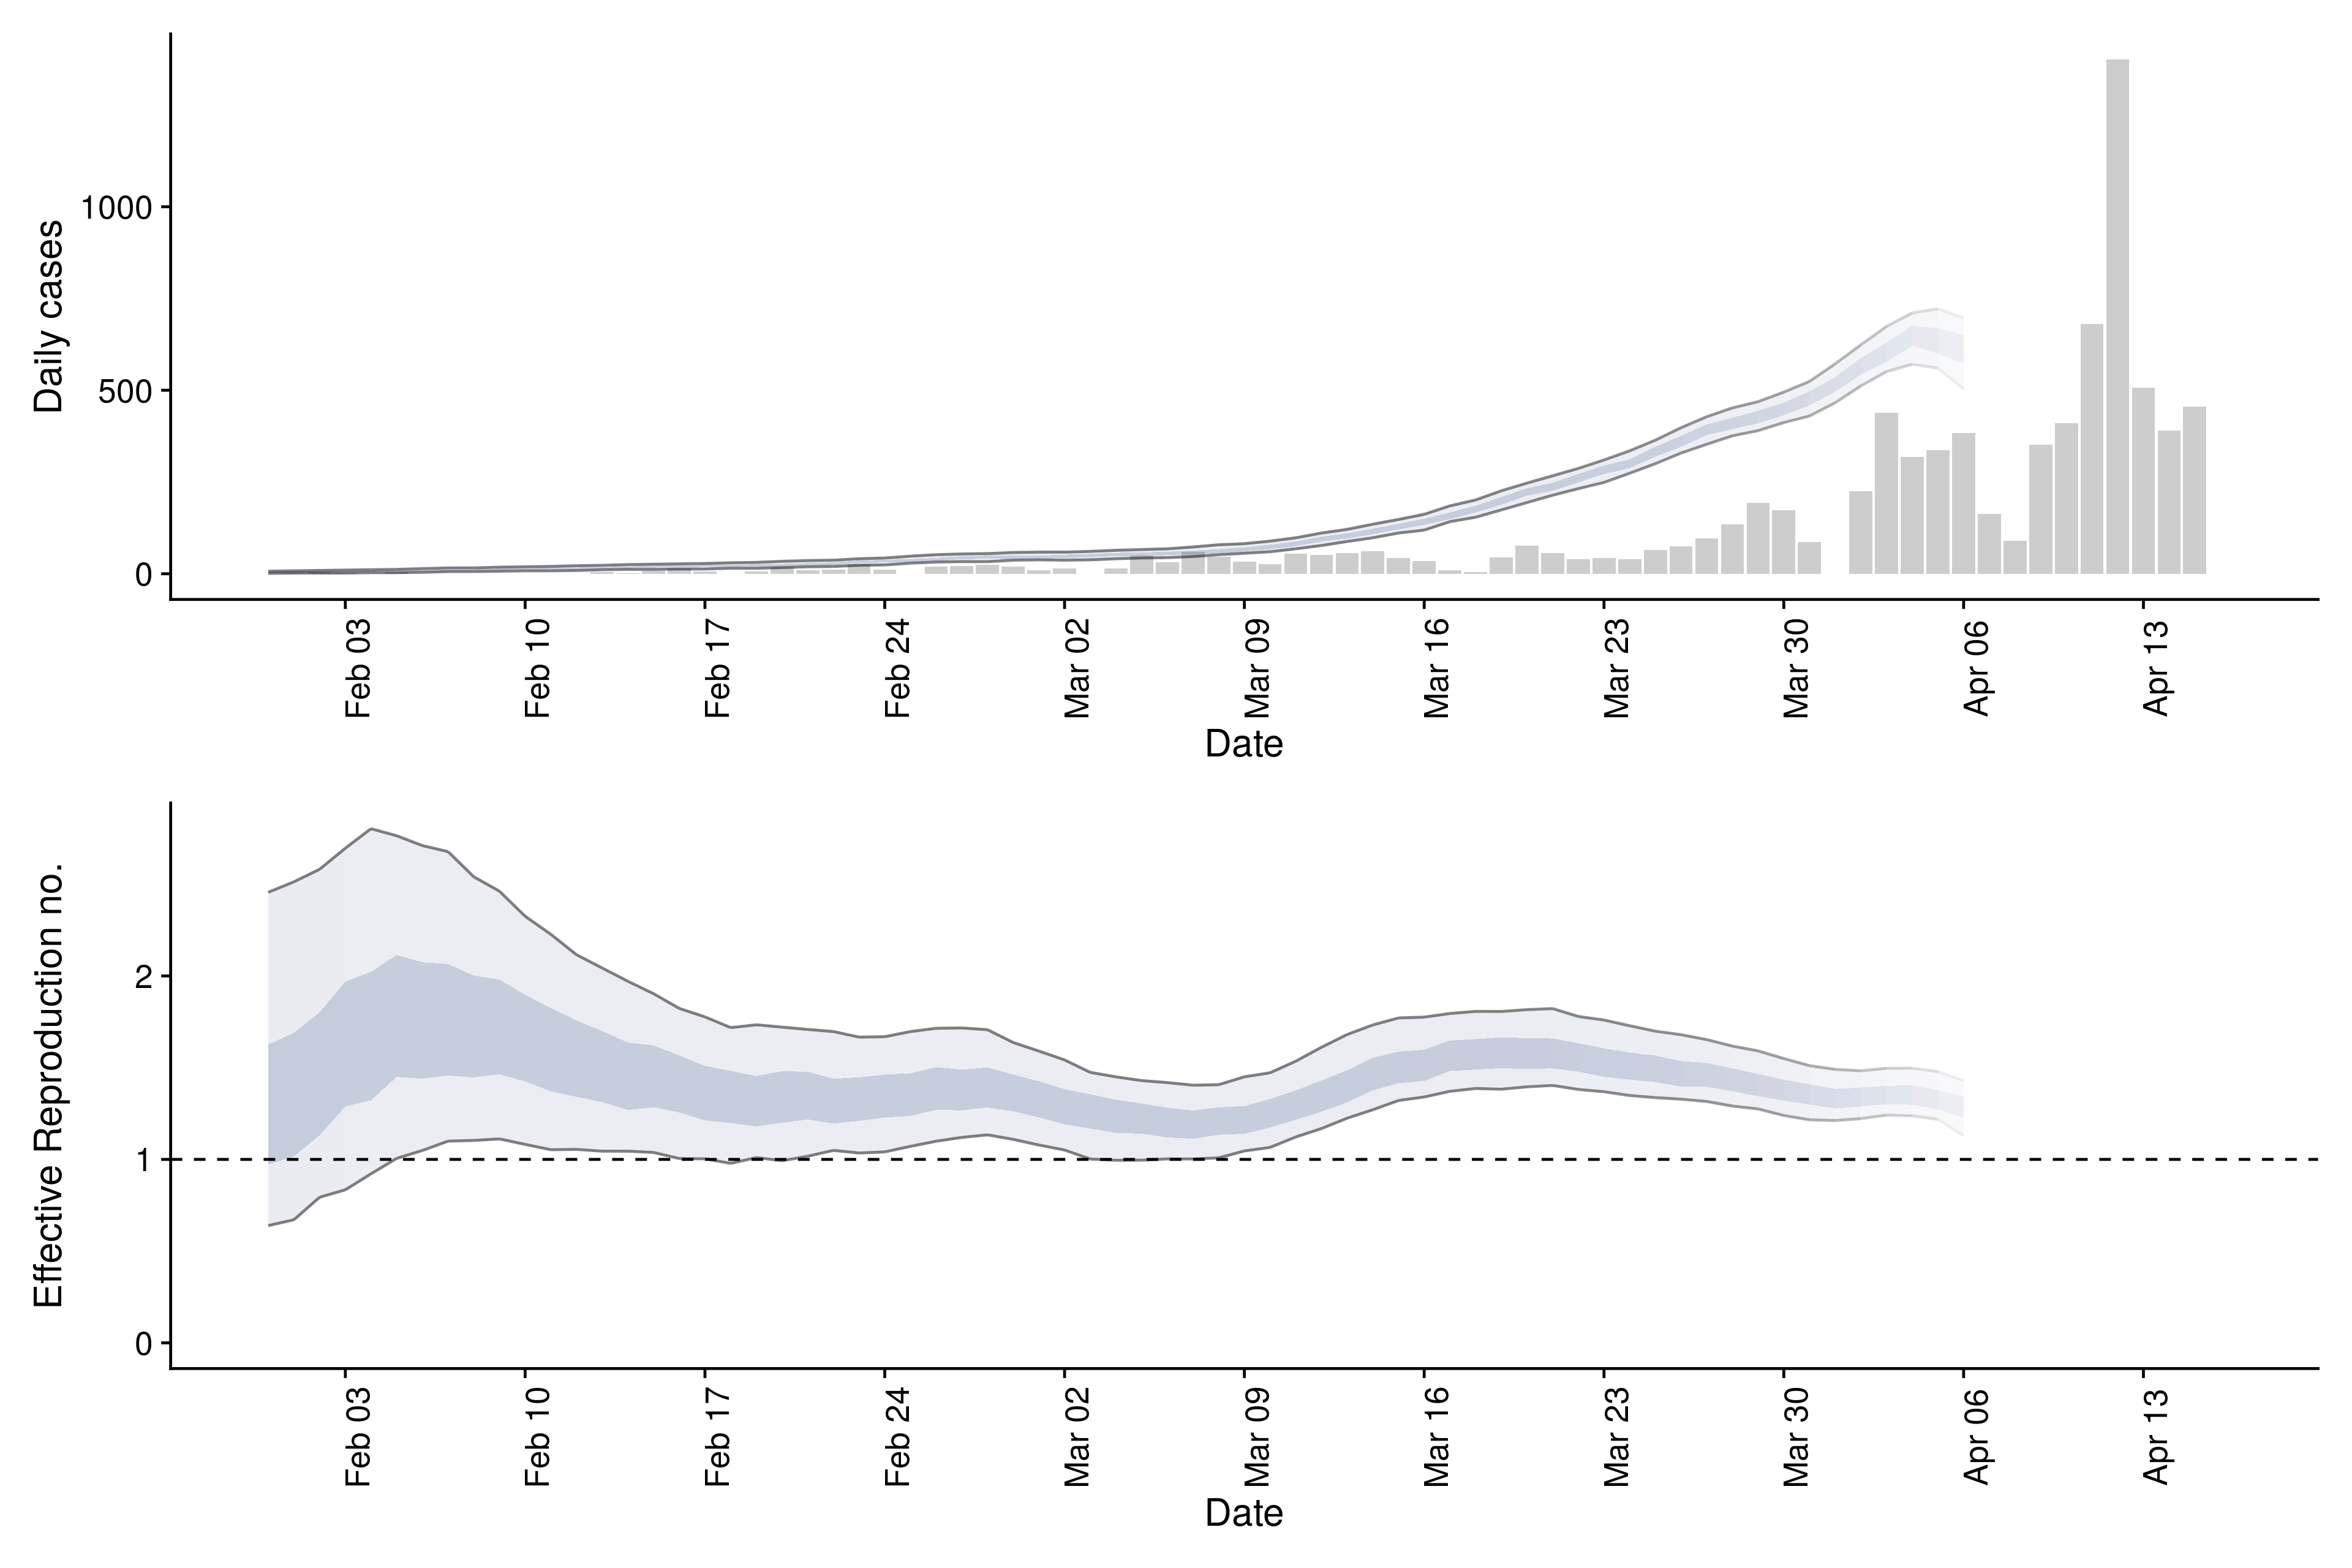 Daily cases
1000
500
0
Feb 03
Feb 10
Feb 17
Feb 24
Mar 02
Mar 09
Mar 16
Mar 23
Mar 30
Apr 06
Apr 13
Date
Effective Reproduction no.
2
1
0
Feb 03
Feb 10
Feb 17
Feb 24
Mar 02
Mar 09
Mar 16
Mar 23
Mar 30
Apr 06
Apr 13
Date